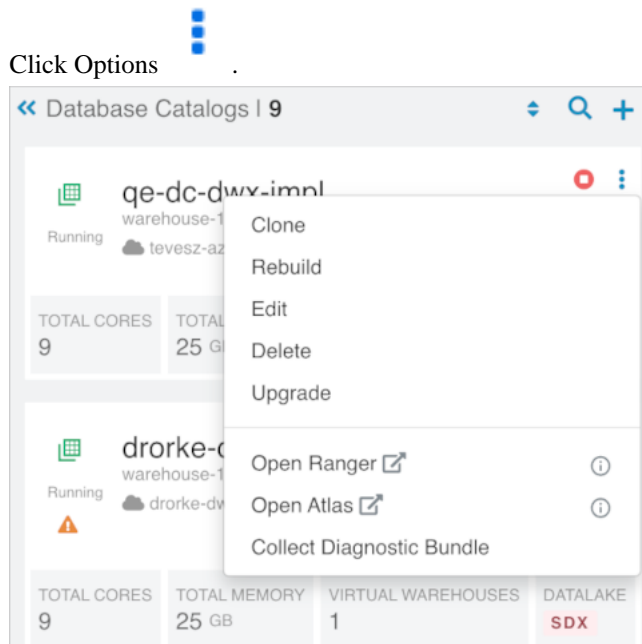 Click Options .
Database Catalogs | 9
qe-dc-dwx-impl
warehouse-1
Running
tevesz-az
Clone
Rebuild
Edit
Delete
Upgrade
Open Ranger
Open Atlas
Collect Diagnostic Bundle
TOTAL CORES
9
TOTAL
25 G
drorke-
warehouse-1
Running
drorke-dw
TOTAL CORES TOTAL MEMORY VIRTUAL WAREHOUSES DATALAKE
9 25 GB 1 SDX